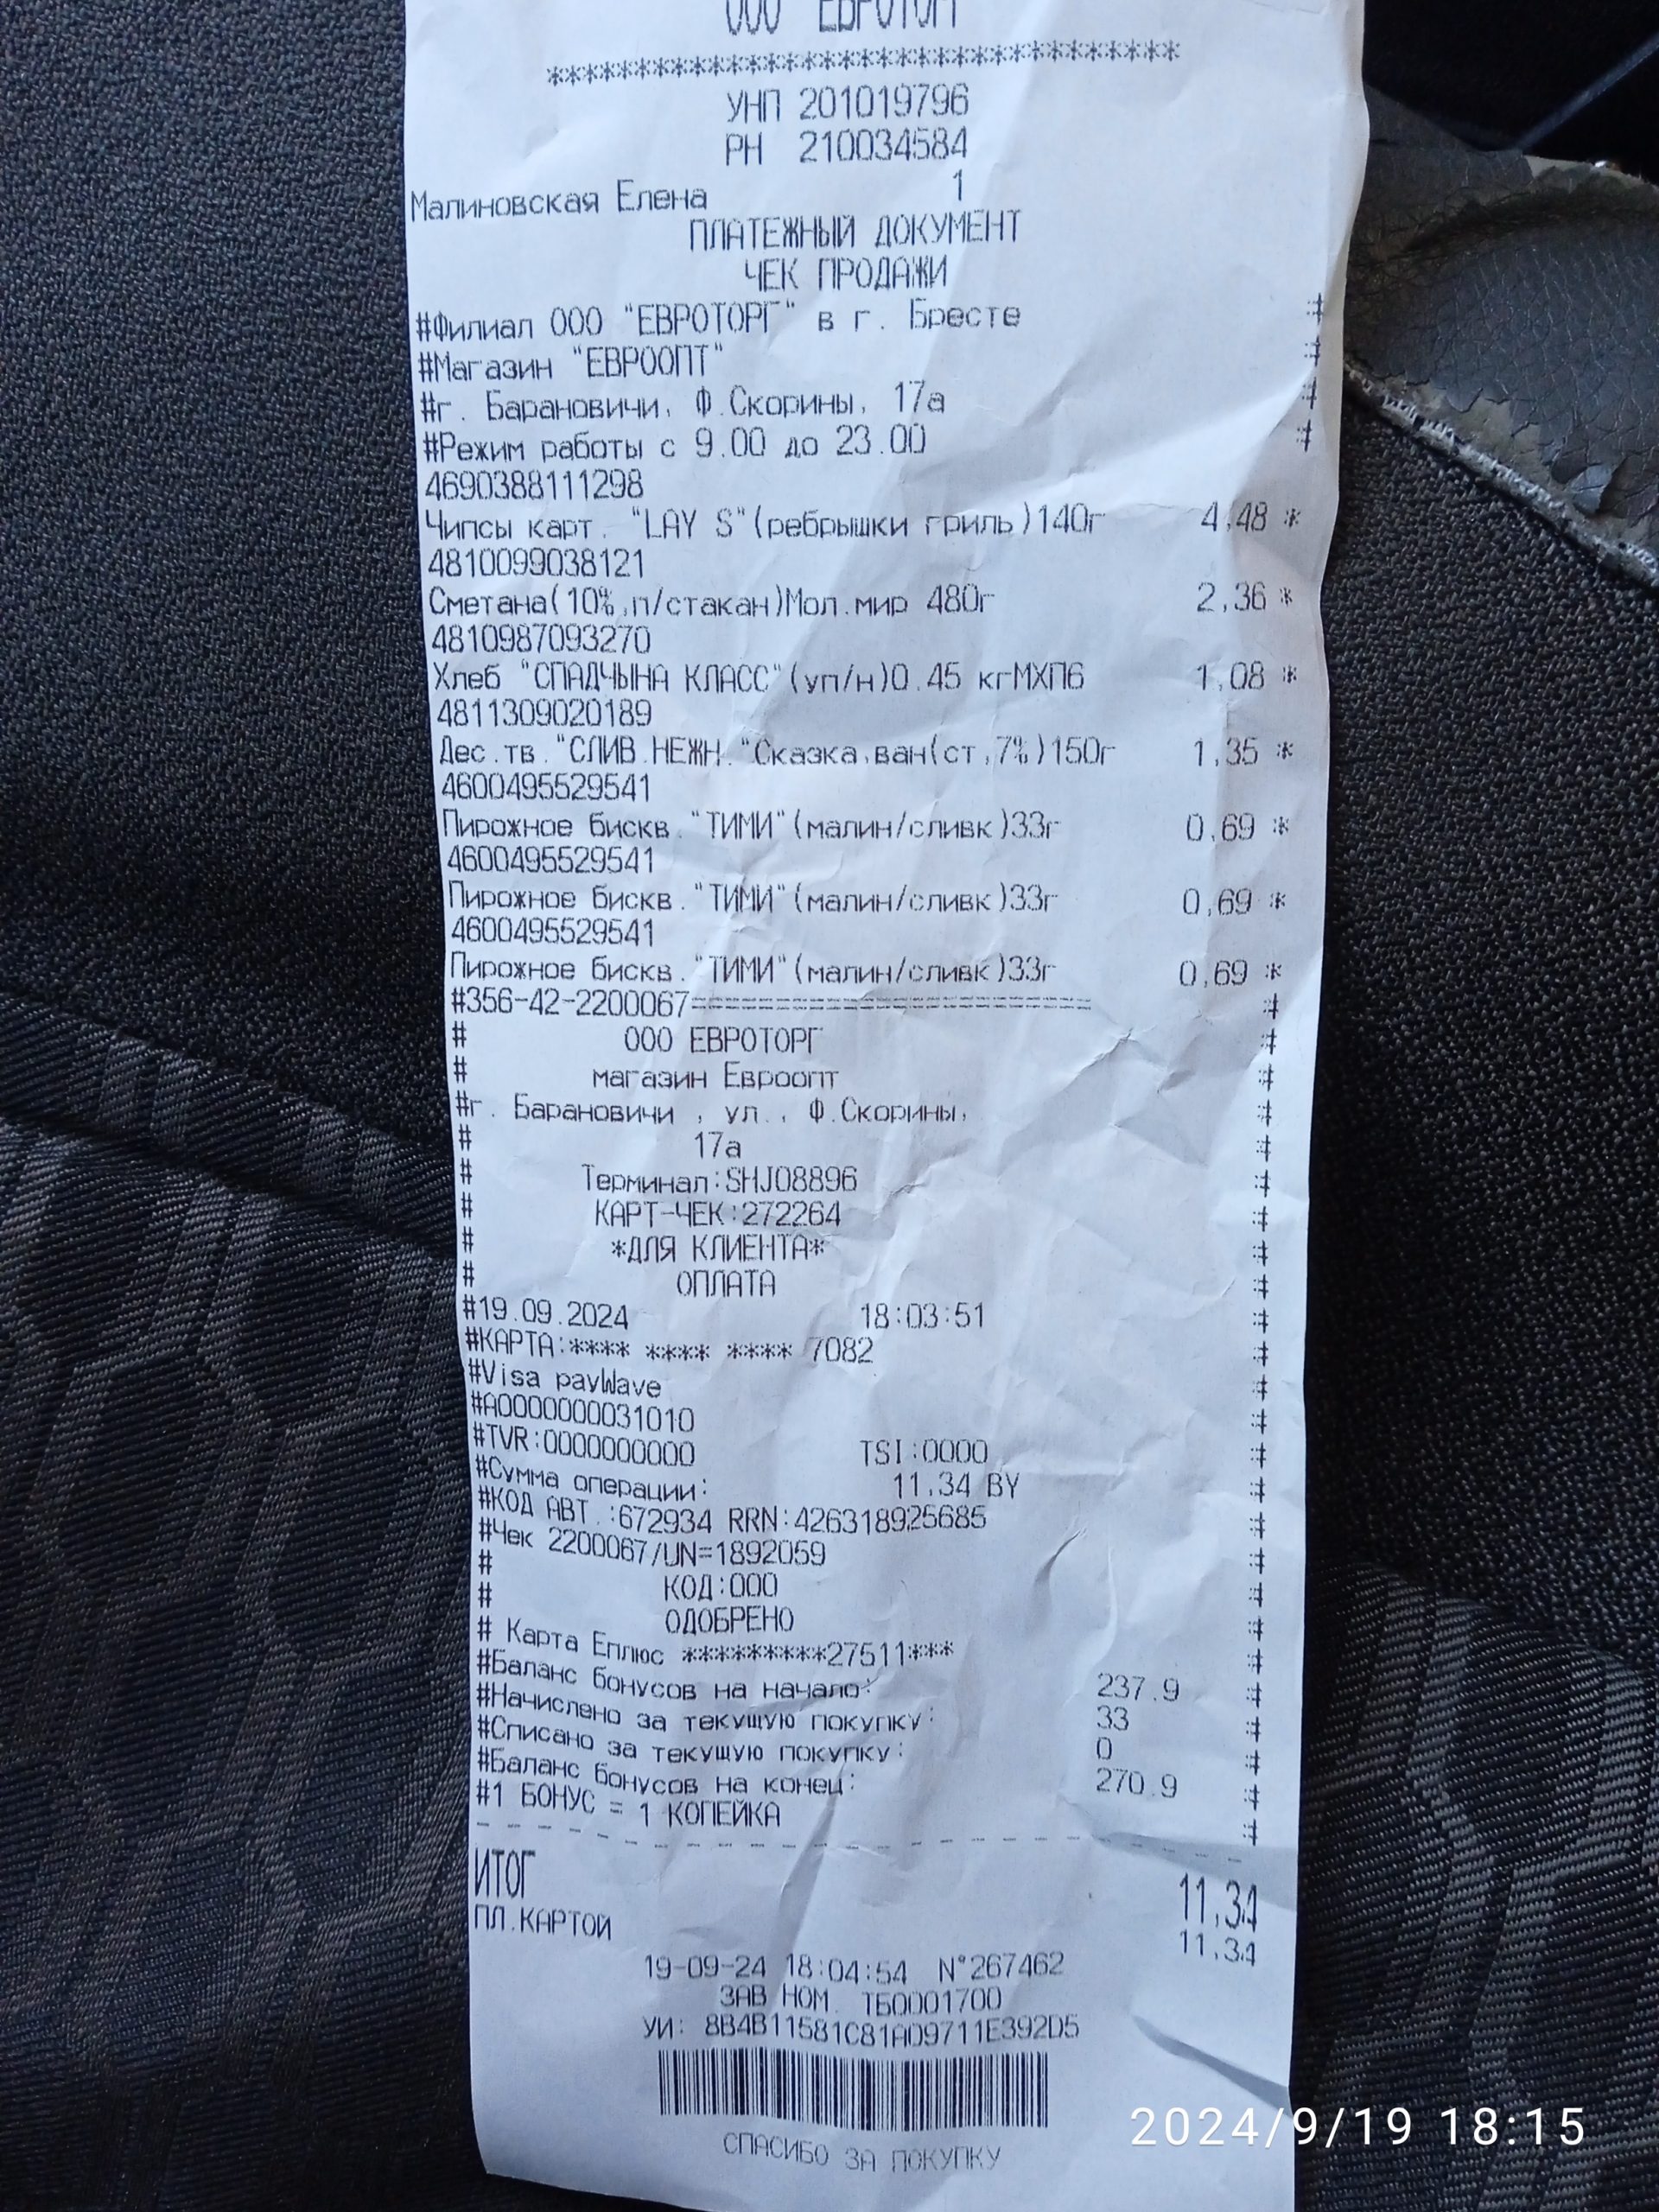 ООО ЕВРОТОРГ
*************************************
УНП 201019796
РН 210034584
Малиновская Елена 1
ПЛАТЕЖНЫЙ ДОКУМЕНТ
ЧЕК ПРОДАЖИ
#Филиал ООО "ЕВРОТОРГ" в г. Бресте #
#Магазин "ЕВРООПТ" #
#г. Барановичи, Ф.Скорины, 17а #
#Режим работы с 9.00 до 23.00 #
4690388111298
Чипсы карт. "LAY S"(ребрышки гриль)140г 4,48 *
4810099038121
Сметана(10%,п/стакан)Мол.мир 480г 2,36 *
4810987093270
Хлеб "СПАДЧЫНА КЛАСС"(уп/н)0.45 кгМХП6 1,08 *
4811309020189
Дес.тв."СЛИВ.НЕЖН."Сказка,ван(ст,7%)150г 1,35 *
4600495529541
Пирожное бискв."ТИМИ"(малин/сливк)33г 0,69 *
4600495529541
Пирожное бискв."ТИМИ"(малин/сливк)33г 0,69 *
4600495529541
Пирожное бискв."ТИМИ"(малин/сливк)33г 0,69 *
#356-42-2200067========================== #
# ООО ЕВРОТОРГ #
# магазин Евроопт #
#г. Барановичи , ул., Ф.Скорины, #
# 17а #
# Терминал:SHJ08896 #
# КАРТ-ЧЕК:272264 #
# *ДЛЯ КЛИЕНТА* #
# ОПЛАТА #
#19.09.2024 18:03:51 #
#КАРТА:**** **** **** 7082 #
#Visa payWave #
#A0000000031010 #
#TVR:0000000000 TSI:0000 #
#Сумма операции: 11.34 BY #
#КОД АВТ.:672934 RRN:426318925685 #
#Чек 2200067/UN=1892059 #
# КОД:000 #
# ОДОБРЕНО #
# Карта Еплюс *********27511*** #
#Баланс бонусов на начало: 237.9 #
#Начислено за текущую покупку: 33 #
#Списано за текущую покупку: 0 #
#Баланс бонусов на конец: 270.9 #
#1 БОНУС = 1 КОПЕЙКА #
ИТОГ 11,34
ПЛ.КАРТОЙ 11,34
19-09-24 18:04:54 N°267462
ЗАВ НОМ. ТБ0001700
УИ: 8B4B11581C81A09711E392D5
СПАСИБО ЗА ПОКУПКУ
2024/9/19 18:15